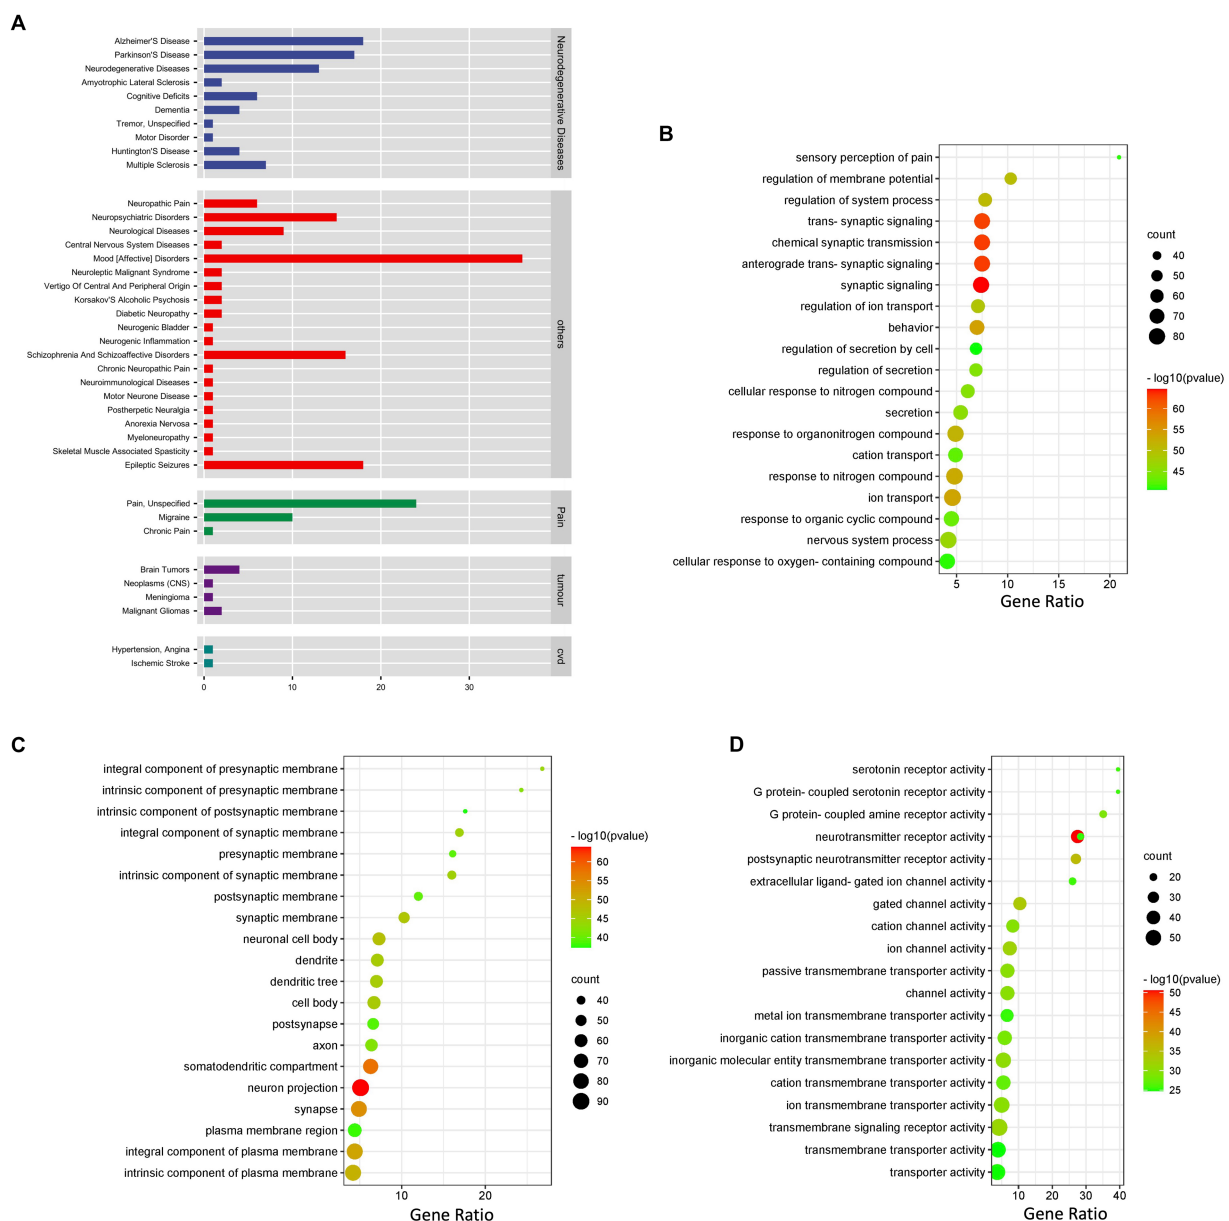 A
Alzheimer'S Disease
Parkinson'S Disease
Neurodegenerative Diseases
Amyotrophic Lateral Sclerosis
Cognitive Deficits
Dementia
Tremor, Unspecified
Motor Disorder
Huntington'S Disease
Multiple Sclerosis
Neurodegenerative Diseases
Neuropathic Pain
Neuropsychiatric Disorders
Neurological Diseases
Central Nervous System Diseases
Mood [Affective] Disorders
Neuroleptic Malignant Syndrome
Vertigo Of Central And Peripheral Origin
Korsakov'S Alcoholic Psychosis
Diabetic Neuropathy
Neurogenic Bladder
Neurogenic Inflammation
Schizophrenia And Schizoaffective Disorders
Chronic Neuropathic Pain
Neuroimmunological Diseases
Motor Neurone Disease
Postherpetic Neuralgia
Anorexia Nervosa
Myeloneuropathy
Skeletal Muscle Associated Spasticity
Epileptic Seizures
others
Pain, Unspecified
Migraine
Chronic Pain
Pain
Brain Tumors
Neoplasms (CNS)
Meningioma
Malignant Gliomas
tumour
Hypertension, Angina
Ischemic Stroke
cvd
0 10 20 30
B
sensory perception of pain
regulation of membrane potential
regulation of system process
trans- synaptic signaling
chemical synaptic transmission
anterograde trans- synaptic signaling
synaptic signaling
regulation of ion transport
behavior
regulation of secretion by cell
regulation of secretion
cellular response to nitrogen compound
secretion
response to organonitrogen compound
cation transport
response to nitrogen compound
ion transport
response to organic cyclic compound
nervous system process
cellular response to oxygen- containing compound
5 10 15 20
Gene Ratio
count
40
50
60
70
80
- log10(pvalue)
60
55
50
45
C
integral component of presynaptic membrane
intrinsic component of presynaptic membrane
intrinsic component of postsynaptic membrane
integral component of synaptic membrane
presynaptic membrane
intrinsic component of synaptic membrane
postsynaptic membrane
synaptic membrane
neuronal cell body
dendrite
dendritic tree
cell body
postsynapse
axon
somatodendritic compartment
neuron projection
synapse
plasma membrane region
integral component of plasma membrane
intrinsic component of plasma membrane
10 20
Gene Ratio
- log10(pvalue)
60
55
50
45
40
count
40
50
60
70
80
90
D
serotonin receptor activity
G protein- coupled serotonin receptor activity
G protein- coupled amine receptor activity
neurotransmitter receptor activity
postsynaptic neurotransmitter receptor activity
extracellular ligand- gated ion channel activity
gated channel activity
cation channel activity
ion channel activity
passive transmembrane transporter activity
channel activity
metal ion transmembrane transporter activity
inorganic cation transmembrane transporter activity
inorganic molecular entity transmembrane transporter activity
cation transmembrane transporter activity
ion transmembrane transporter activity
transmembrane signaling receptor activity
transmembrane transporter activity
transporter activity
10 20 30 40
Gene Ratio
count
20
30
40
50
- log10(pvalue)
50
45
40
35
30
25